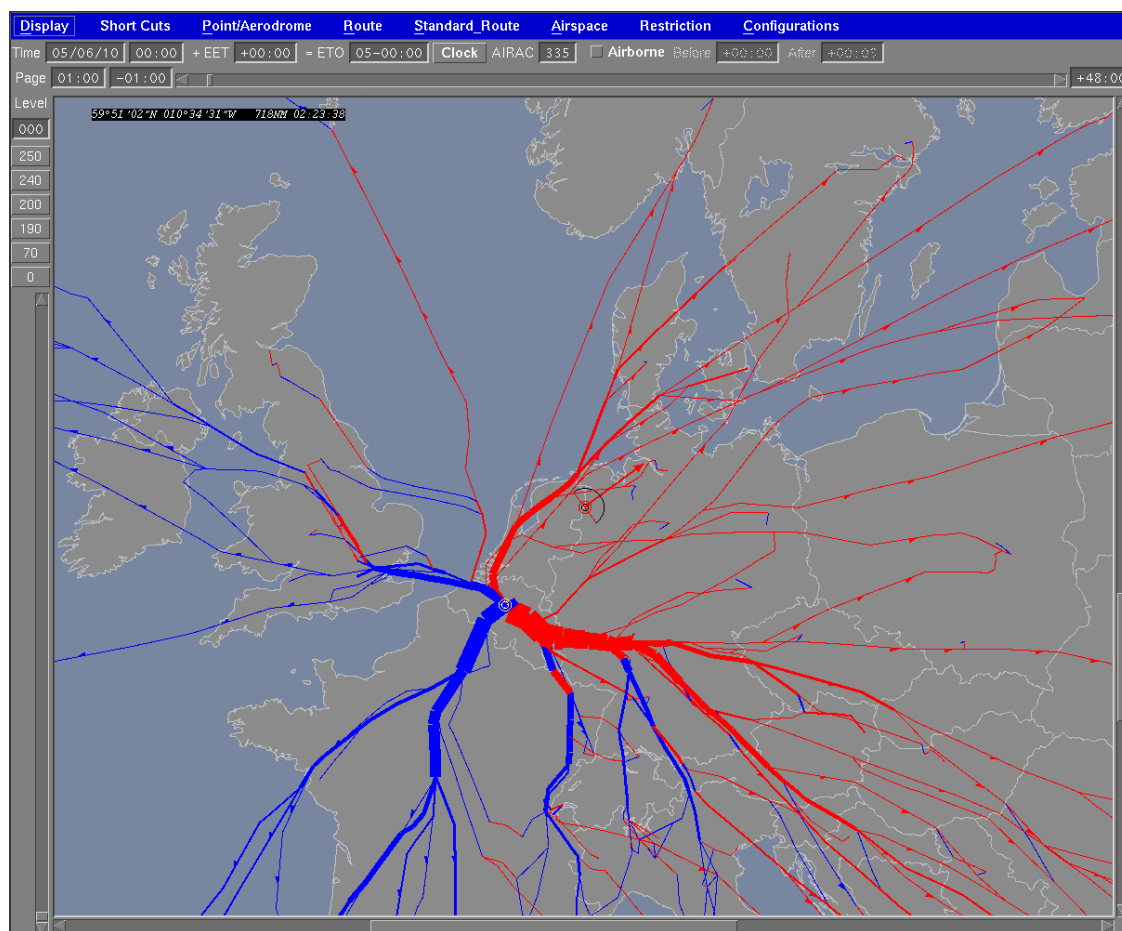 Display Short Cuts Point/Aerodrome Route Standard_Route Airspace Restriction Configurations
Time 05/06/10 00:00 + EET +00:00 = ETO 05-00:00 Clock AIRAC 335 Airborne Before +00:00 After
Page 01:00 -01:00 +48:00
Level
59°51'02"N 010°34'31"W 718NM 02:23:38
000
250
240
200
190
70
0